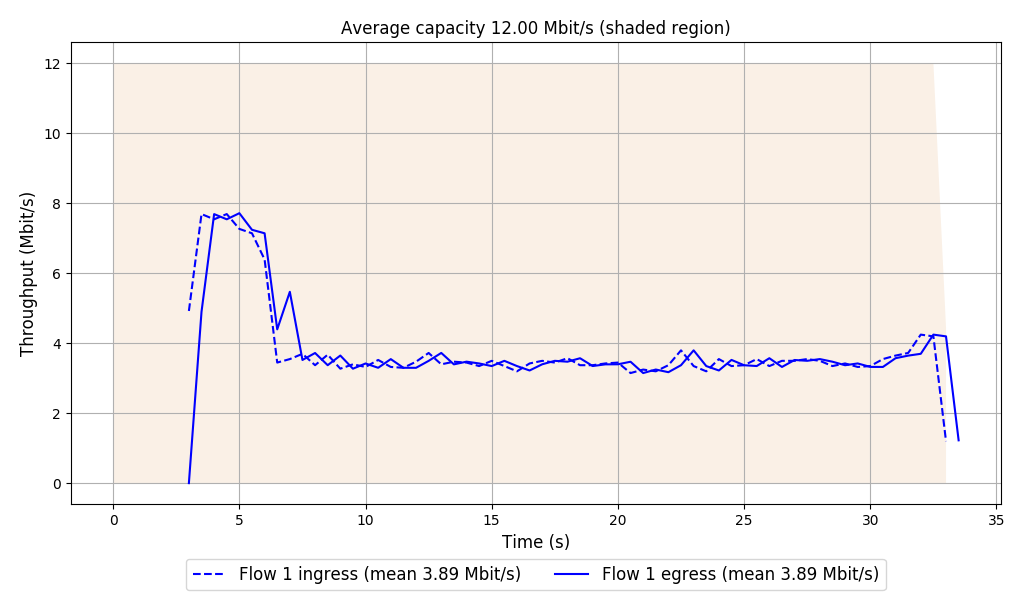 Average capacity 12.00 Mbit/s (shaded region)
12
10
8
6
4
2
0
Throughput (Mbit/s)
0 5 10 15 20 25 30 35
Time (s)
Flow 1 ingress (mean 3.89 Mbit/s) Flow 1 egress (mean 3.89 Mbit/s)